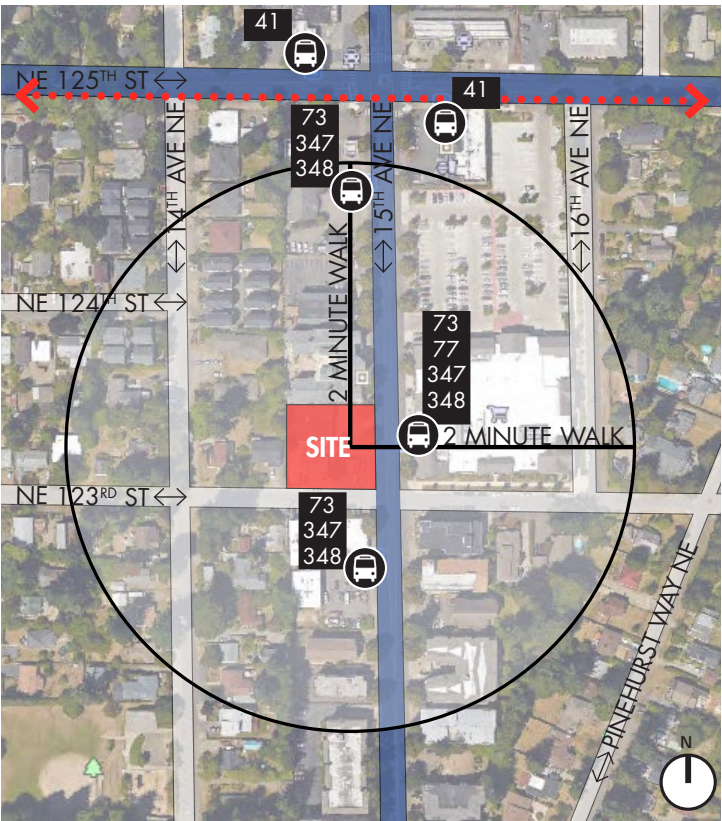 41
NE 125TH ST ↔
41
73
347
348
↔ 14TH AVE NE
↔ 15TH AVE NE
↔ 16TH AVE NE
2 MINUTE WALK
NE 124TH ST ↔
73
77
347
348
SITE
2 MINUTE WALK
NE 123RD ST ↔
73
347
348
↔ PINEHURST WAY NE
N